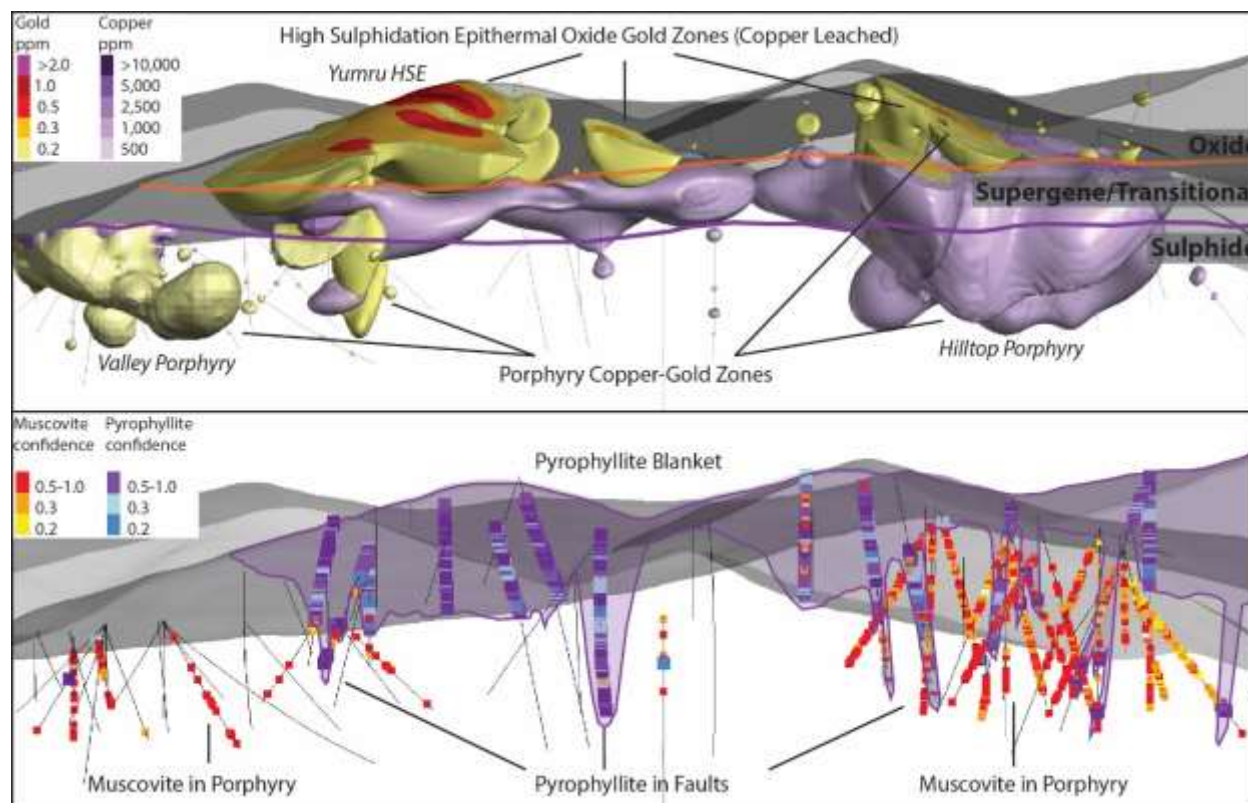 Gold
ppm
>2.0
1.0
0.5
0.3
0.2
Copper
ppm
>10,000
5,000
2,500
1,000
500
High Sulphidation Epithermal Oxide Gold Zones (Copper Leached)
Yumru HSE
Oxide
Supergene/Transitiona
Sulphide
Valley Porphyry
Hilltop Porphyry
Porphyry Copper-Gold Zones
Muscovite
confidence
0.5-1.0
0.3
0.2
Pyrophyllite
confidence
0.5-1.0
0.3
0.2
Pyrophyllite Blanket
Muscovite in Porphyry
Pyrophyllite in Faults
Muscovite in Porphyry